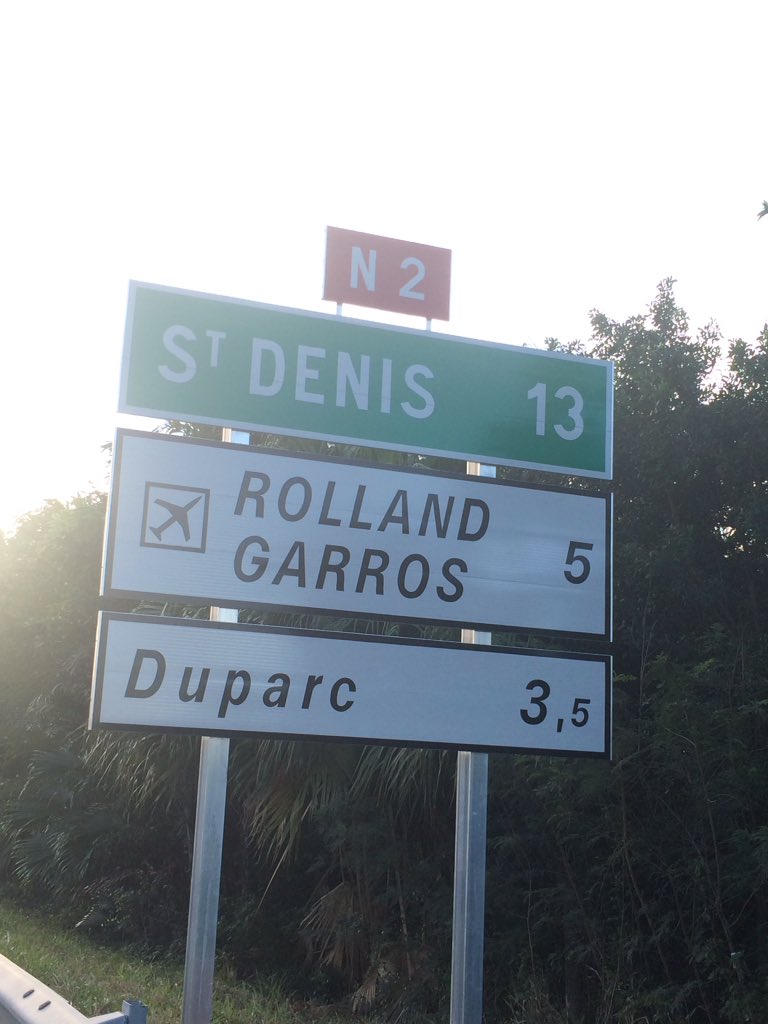 N 2
ST DENIS 13
ROLLAND
GARROS 5
Duparc 3,5